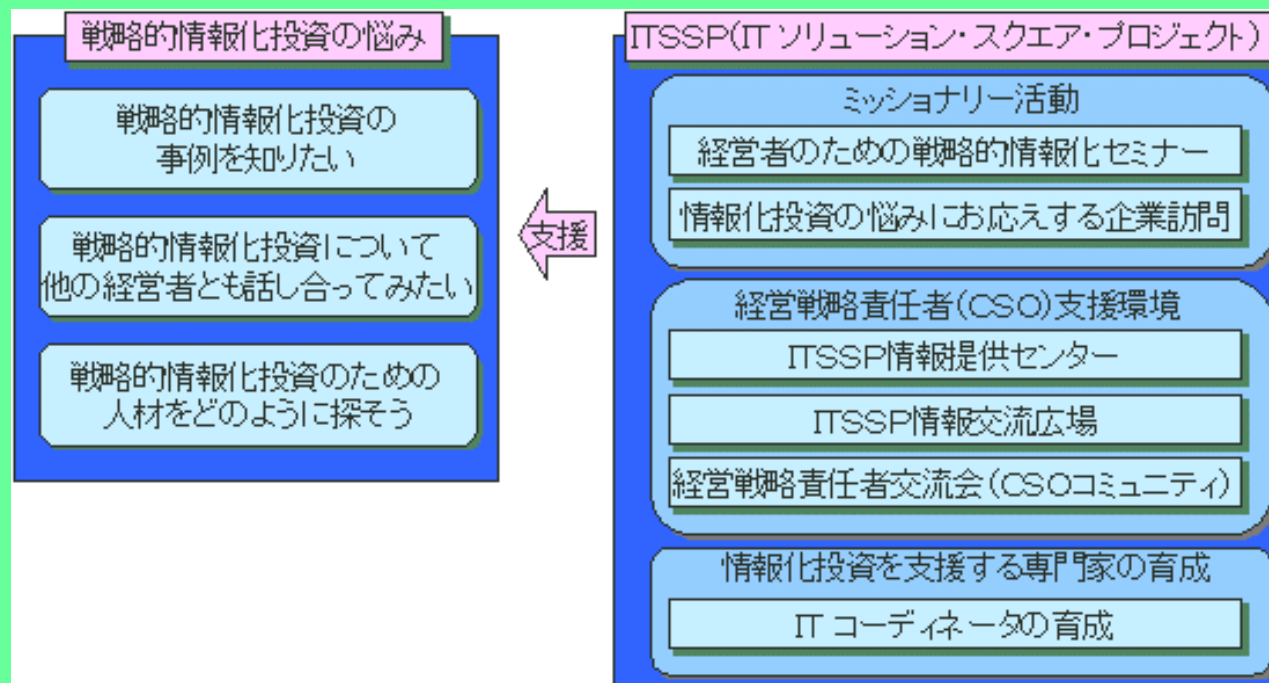 戦略的情報化投資の悩み
戦略的情報化投資の
事例を知りたい
戦略的情報化投資について
他の経営者とも話し合ってみたい
戦略的情報化投資のための
人材をどのように探そう
支援
ITSSP(IT ソリューション・スクエア・プロジェクト)
ミッショナリー活動
経営者のための戦略的情報化セミナー
情報化投資の悩みにお応えする企業訪問
経営戦略責任者(CSO)支援環境
ITSSP情報提供センター
ITSSP情報交流広場
経営戦略責任者交流会(CSOコミュニティ)
情報化投資を支援する専門家の育成
IT コーディネータの育成